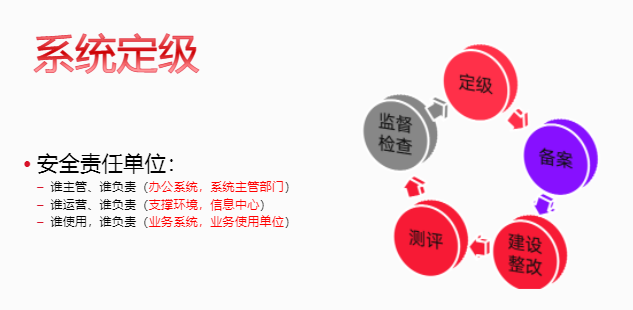 系统定级
• 安全责任单位：
– 谁主管、谁负责（办公系统，系统主管部门）
– 谁运营、谁负责（支撑环境，信息中心）
– 谁使用，谁负责（业务系统，业务使用单位）
定级
备案
建设
整改
测评
监督
检查